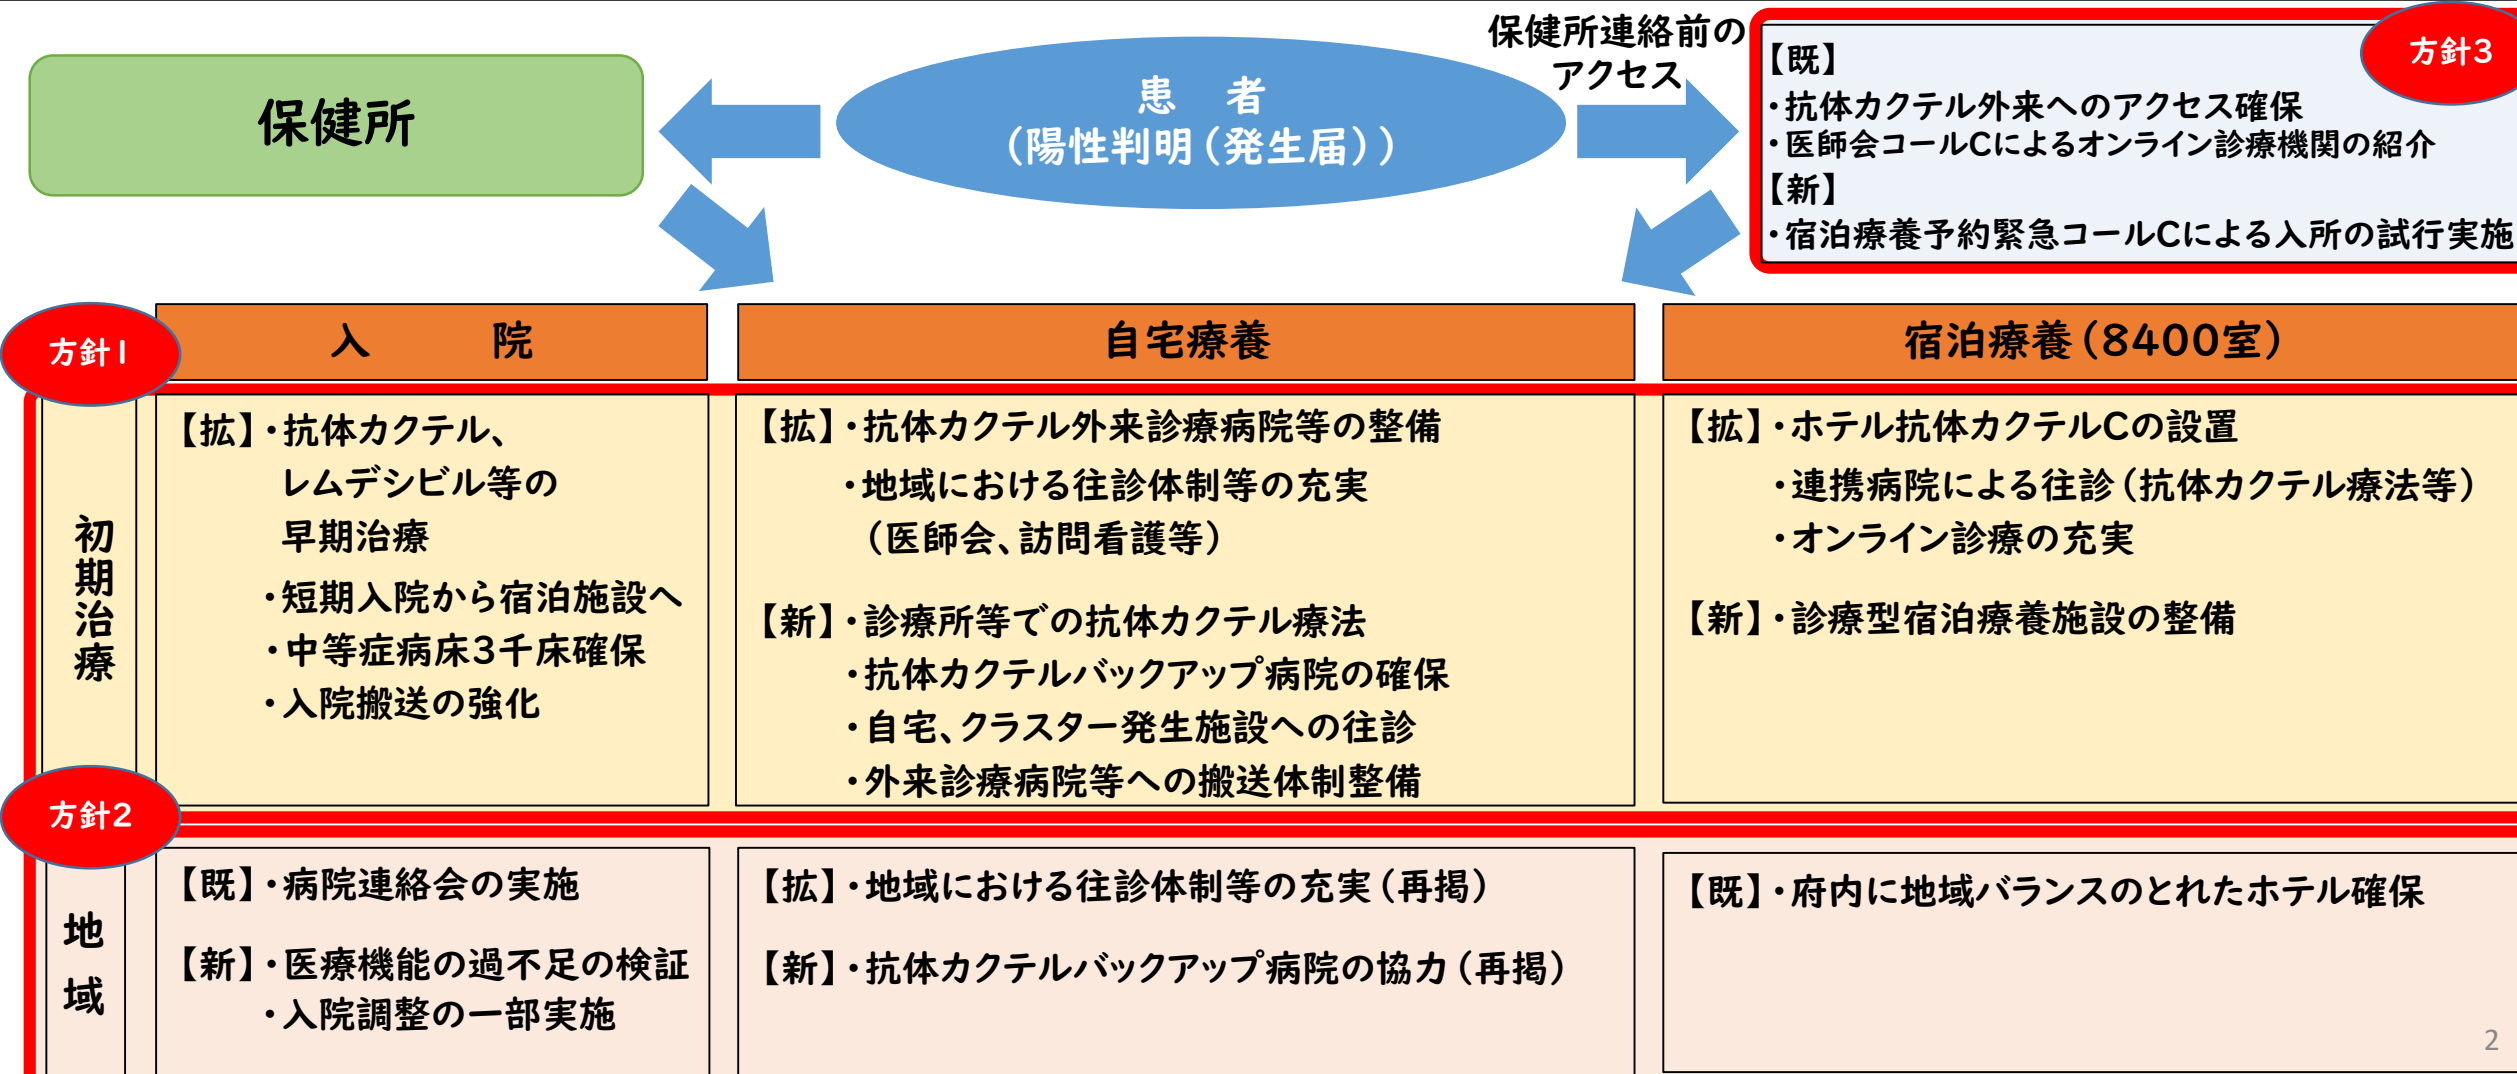 保健所
患　者
（陽性判明（発生届））
保健所連絡前の
アクセス
方針3
【既】
・抗体カクテル外来へのアクセス確保
・医師会コールCによるオンライン診療機関の紹介
【新】
・宿泊療養予約緊急コールCによる入所の試行実施
方針1
入　　院
自宅療養
宿泊療養（8400室）
初期治療
【拡】・抗体カクテル、
レムデシビル等の
早期治療
・短期入院から宿泊施設へ
・中等症病床3千床確保
・入院搬送の強化
【拡】・抗体カクテル外来診療病院等の整備
・地域における往診体制等の充実
（医師会、訪問看護等）
【新】・診療所等での抗体カクテル療法
・抗体カクテルバックアップ病院の確保
・自宅、クラスター発生施設への往診
・外来診療病院等への搬送体制整備
【拡】・ホテル抗体カクテルCの設置
・連携病院による往診（抗体カクテル療法等）
・オンライン診療の充実
【新】・診療型宿泊療養施設の整備
方針2
地域
【既】・病院連絡会の実施
【新】・医療機能の過不足の検証
・入院調整の一部実施
【拡】・地域における往診体制等の充実（再掲）
【新】・抗体カクテルバックアップ病院の協力（再掲）
【既】・府内に地域バランスのとれたホテル確保
2